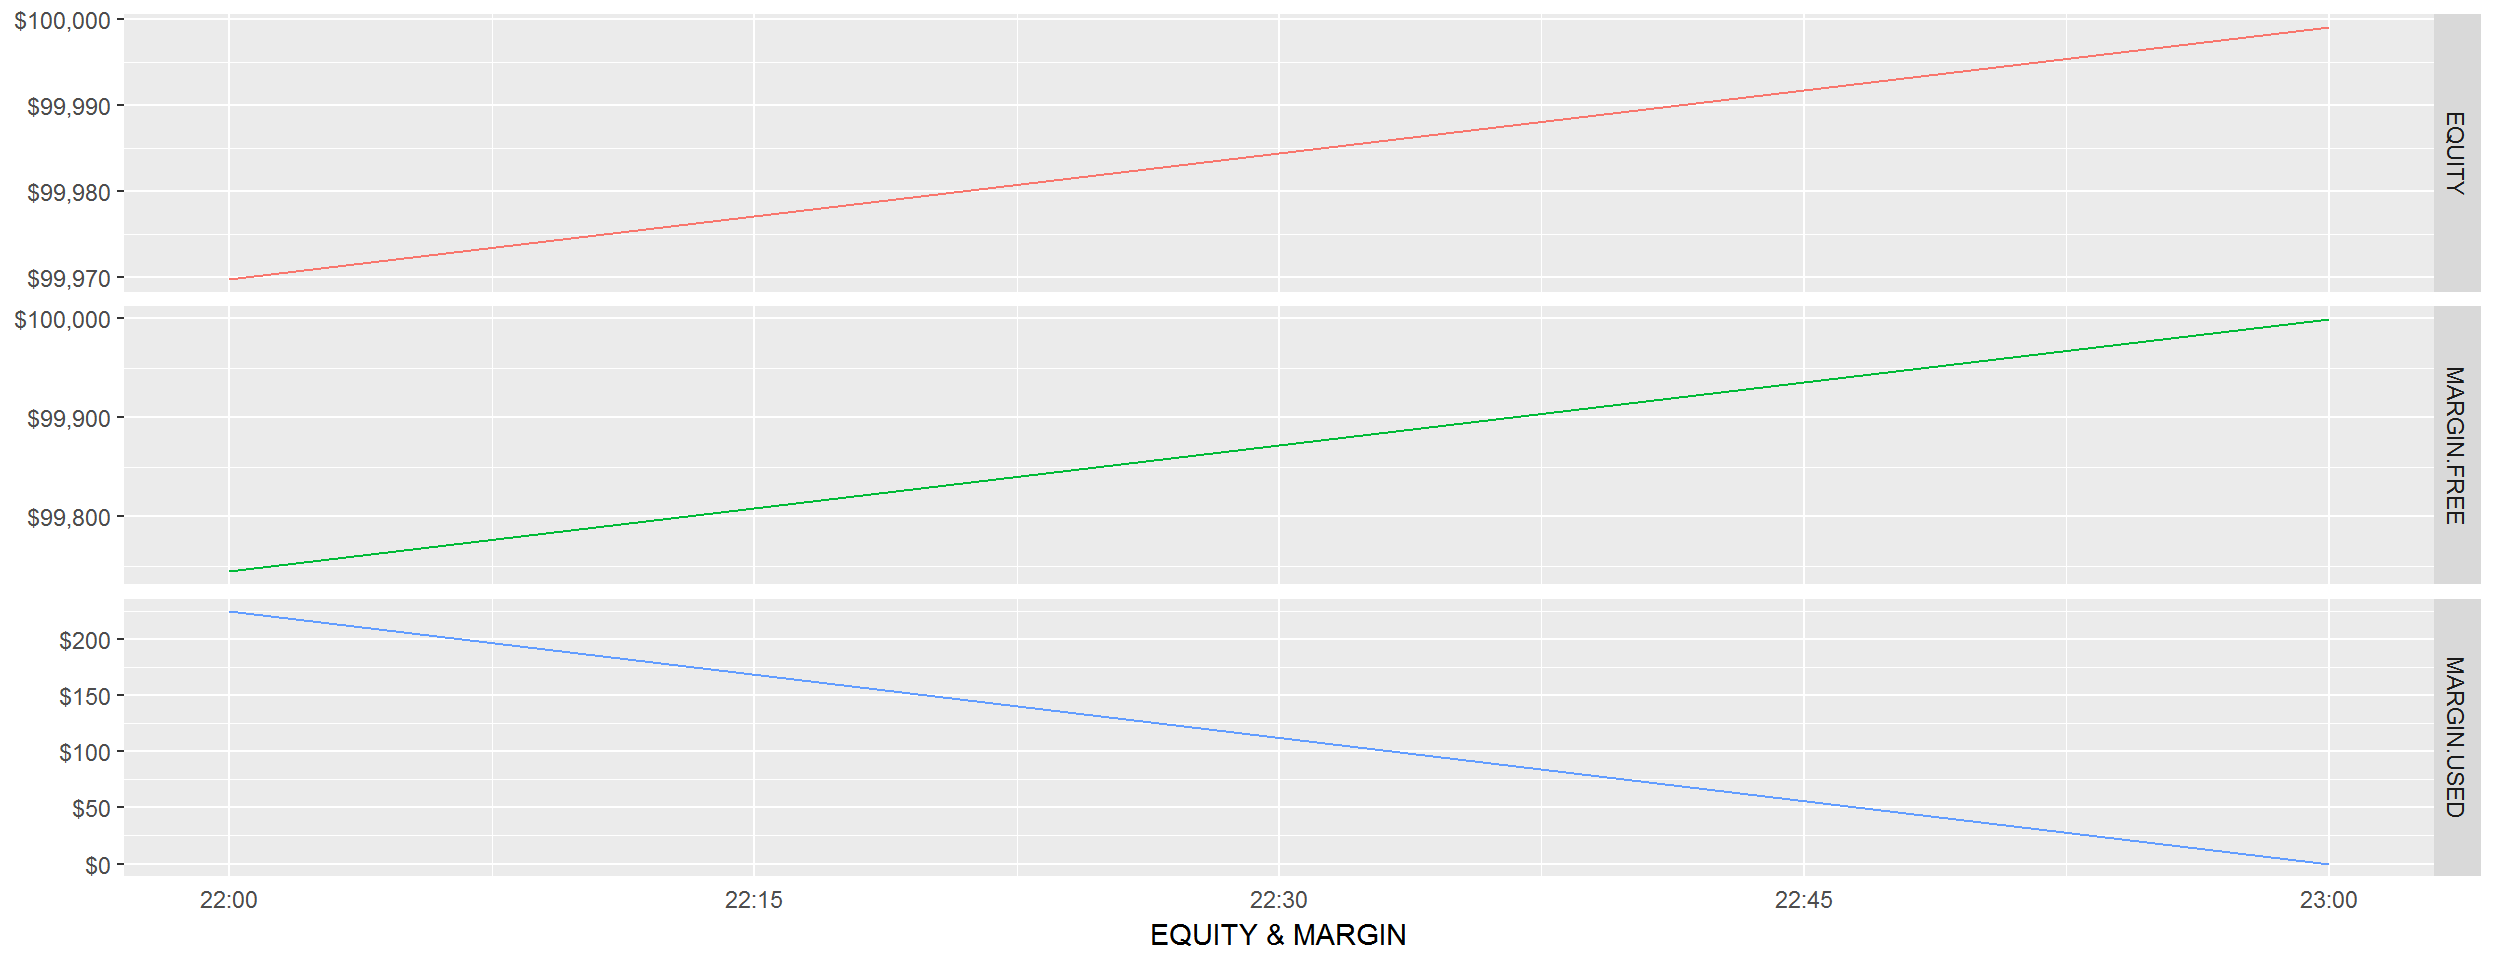 $100,000
$99,990
$99,980
$99,970
EQUITY
$100,000
$99,900
$99,800
MARGIN.FREE
$200
$150
$100
$50
$0
MARGIN.USED
22:00 22:15 22:30 22:45 23:00
EQUITY & MARGIN